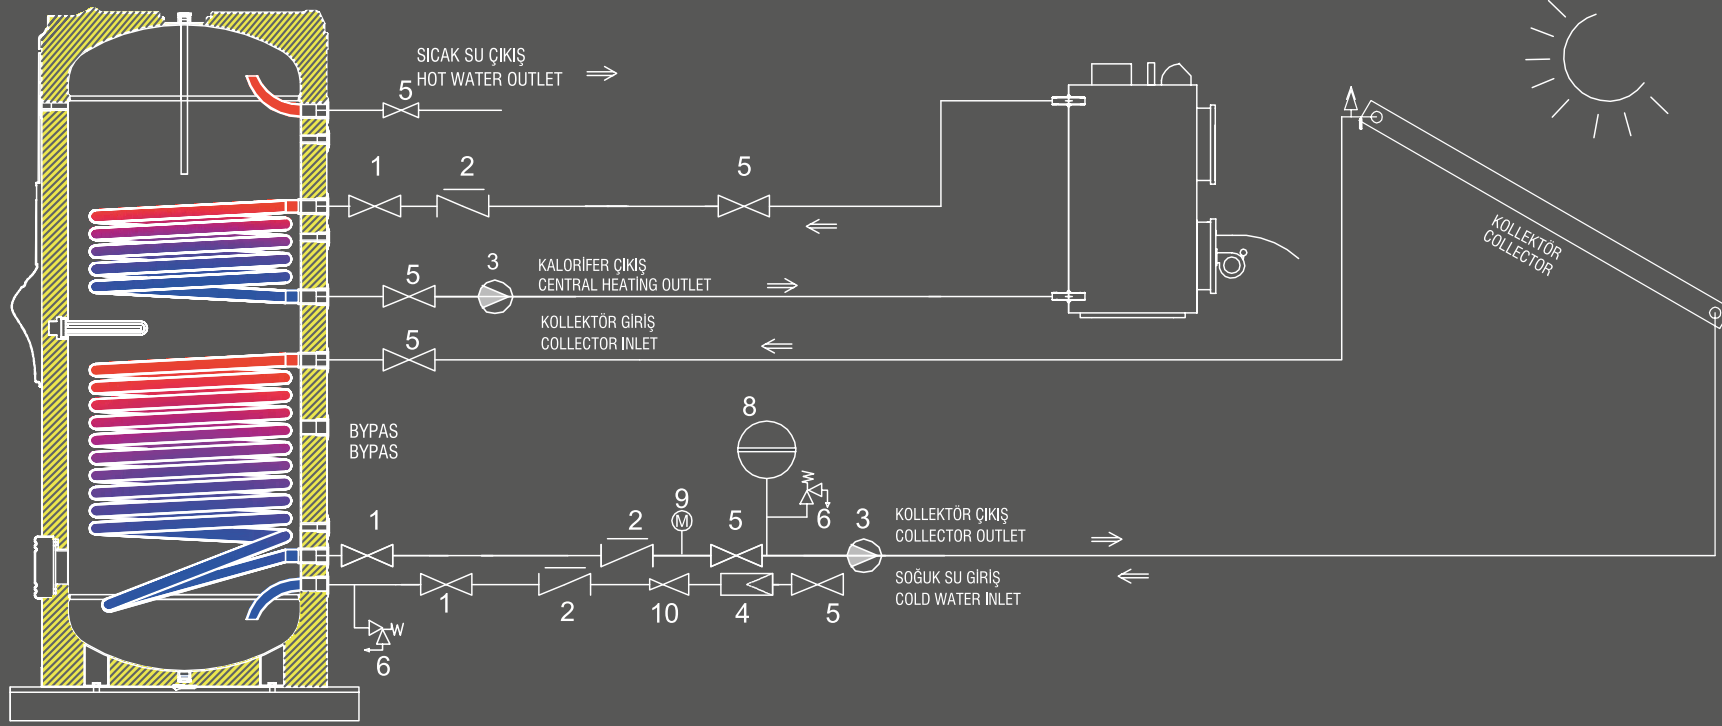 SICAK SU ÇIKIŞ
HOT WATER OUTLET
5
1
2
5
5
3
KALORİFER ÇIKIŞ
CENTRAL HEATİNG OUTLET
KOLLEKTÖR GİRİŞ
COLLECTOR INLET
5
KOLLEKTÖR
COLLECTOR
BYPAS
BYPAS
8
9
M
6
1
2
5
3
KOLLEKTÖR ÇIKIŞ
COLLECTOR OUTLET
SOĞUK SU GİRİŞ
COLD WATER INLET
1
2
10
4
5
6